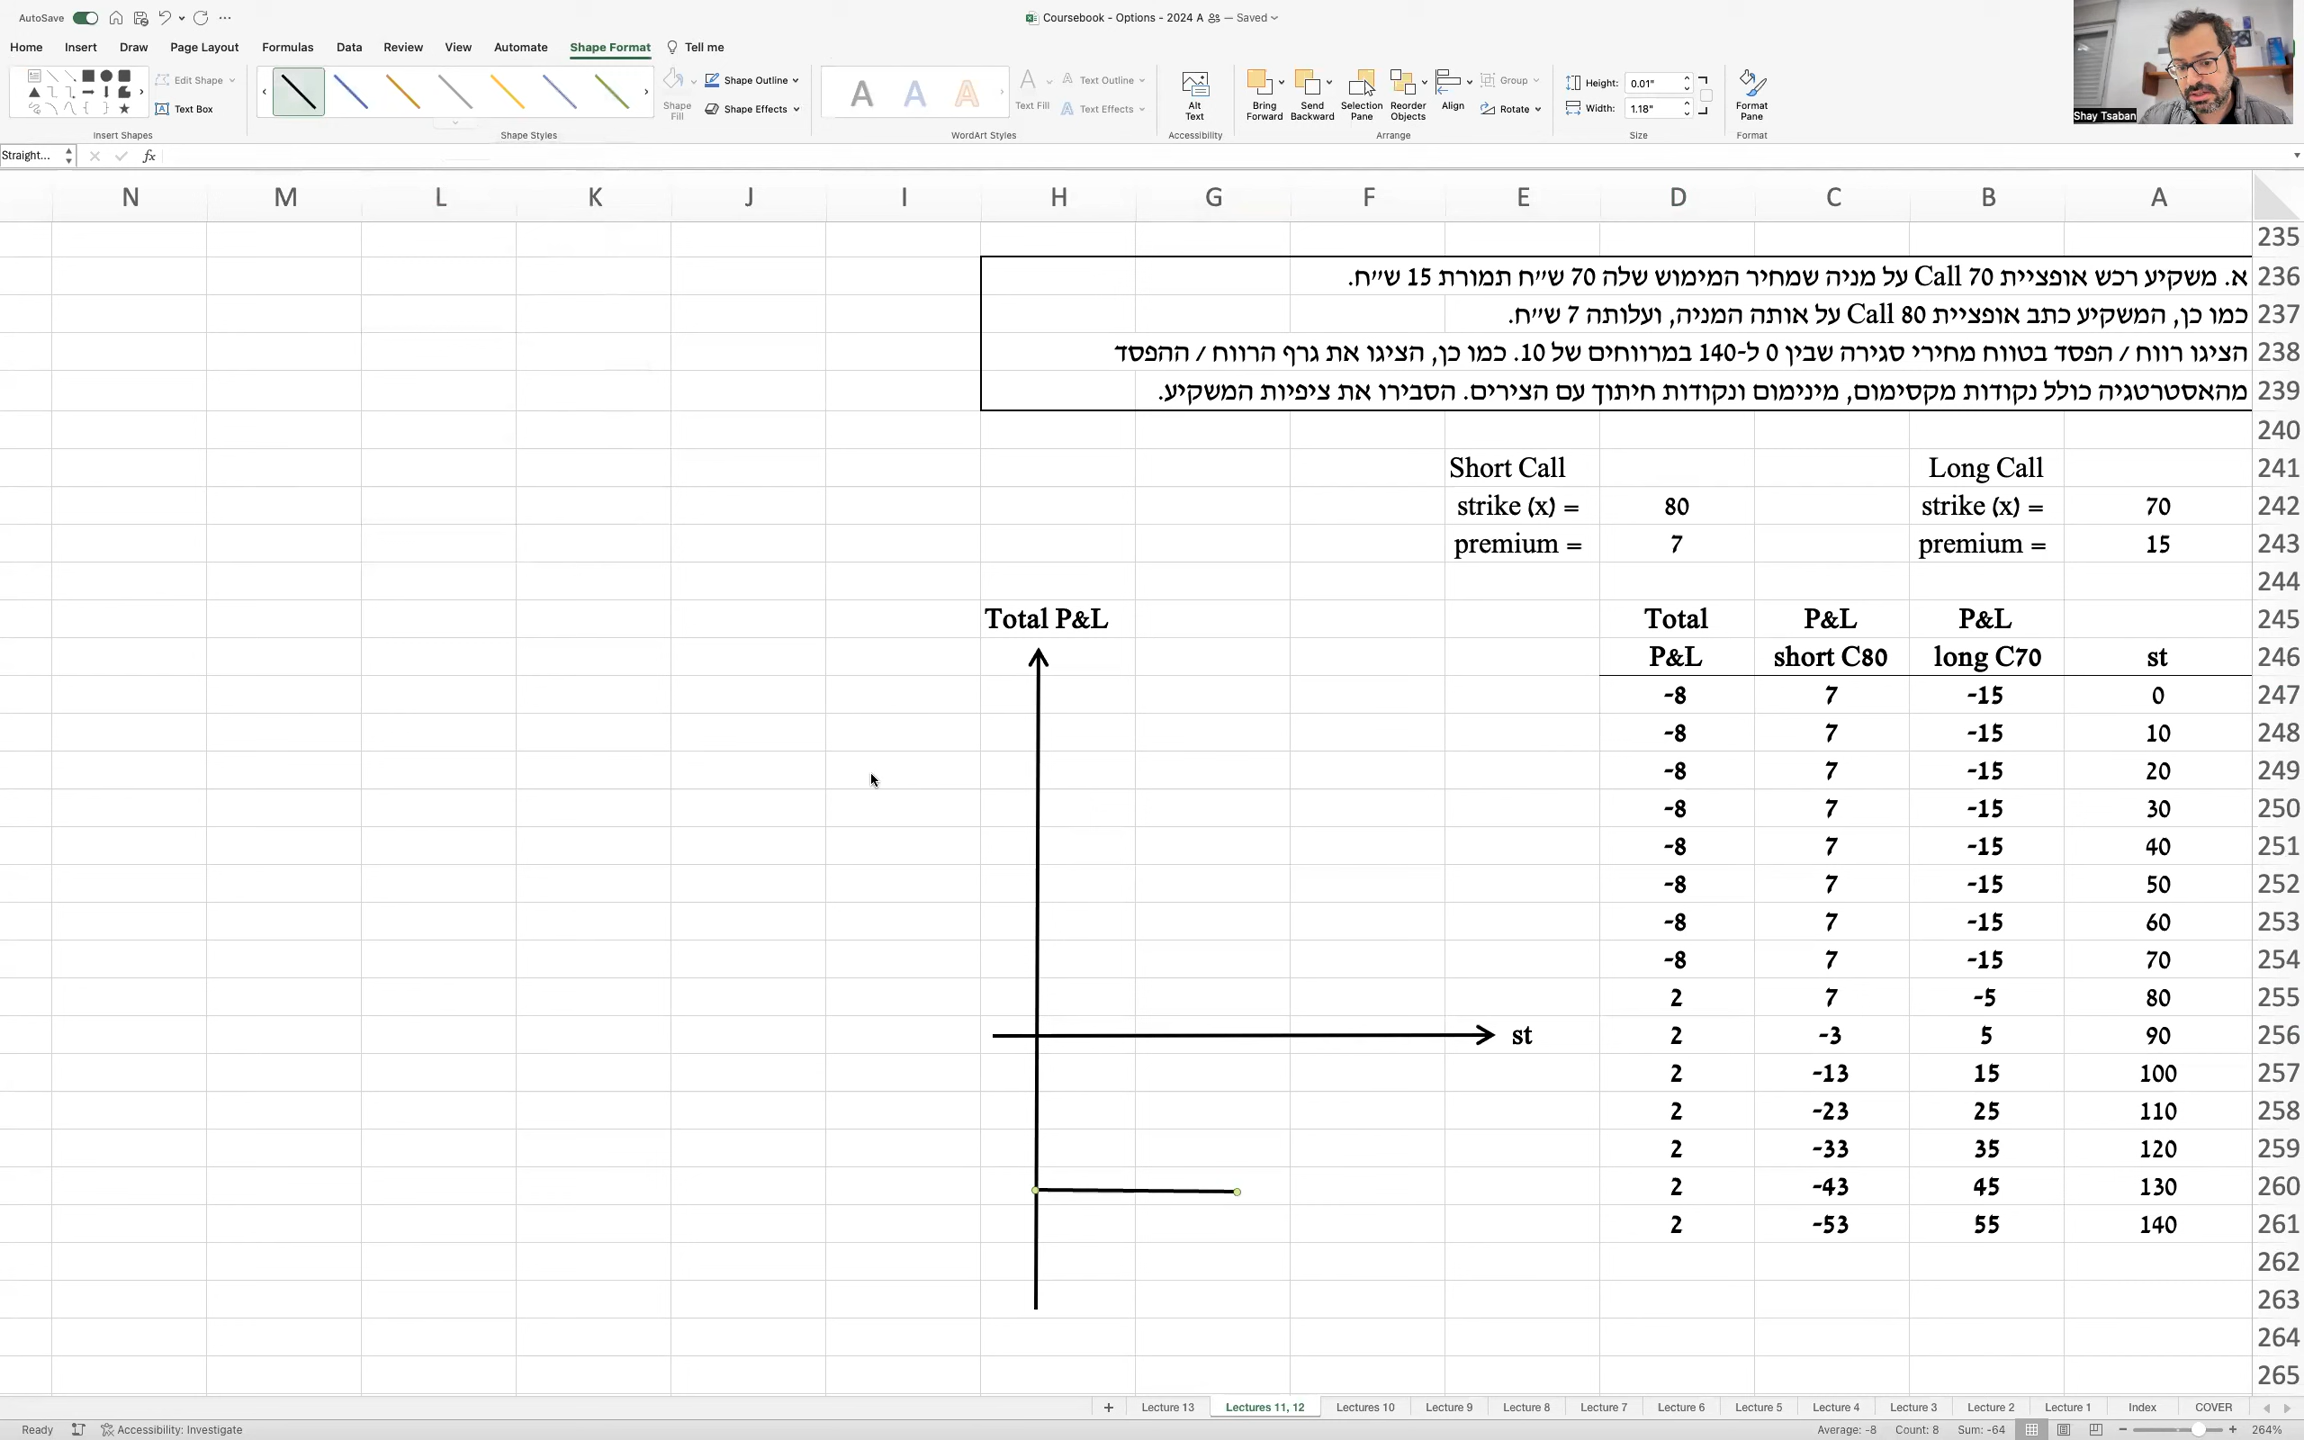 AutoSave
Coursebook - Options - 2024 A — Saved
Home Insert Draw Page Layout Formulas Data Review View Automate Shape Format Tell me
Edit Shape
Text Box
Insert Shapes
Shape Styles
Shape Fill
Shape Outline
Shape Effects
A A A
WordArt Styles
Text Fill
Text Outline
Text Effects
Alt Text
Accessibility
Bring Forward
Send Backward
Selection Pane
Reorder Objects
Align
Group
Rotate
Arrange
Height: 0.01"
Width: 1.18"
Size
Format Pane
Format
Shay Tsaban
Straight... fx
N M L K J I H G F E D C B A
235
236 א. משקיע רכש אופציית Call 70 על מניה שמחיר המימוש שלה 70 ש״ח תמורת 15 ש״ח.
237 כמו כן, המשקיע כתב אופציית Call 80 על אותה המניה, ועלותה 7 ש״ח.
238 הציגו רווח / הפסד בטווח מחירי סגירה שבין 0 ל-140 במרווחים של 10. כמו כן, הציגו את גרף הרווח / ההפסד
239 מהאסטרטגיה כולל נקודות מקסימום, מינימום ונקודות חיתוך עם הצירים. הסבירו את ציפיות המשקיע.
240
Short Call Long Call 241
strike (x) = 80 strike (x) = 70 242
premium = 7 premium = 15 243
244
Total P&L Total P&L P&L 245
P&L short C80 long C70 st 246
-8 7 -15 0 247
-8 7 -15 10 248
-8 7 -15 20 249
-8 7 -15 30 250
-8 7 -15 40 251
-8 7 -15 50 252
-8 7 -15 60 253
-8 7 -15 70 254
2 7 -5 80 255
st 2 -3 5 90 256
2 -13 15 100 257
2 -23 25 110 258
2 -33 35 120 259
2 -43 45 130 260
2 -53 55 140 261
262
263
264
265
+ Lecture 13 Lectures 11, 12 Lectures 10 Lecture 9 Lecture 8 Lecture 7 Lecture 6 Lecture 5 Lecture 4 Lecture 3 Lecture 2 Lecture 1 Index COVER
Ready Accessibility: Investigate Average: -8 Count: 8 Sum: -64 264%